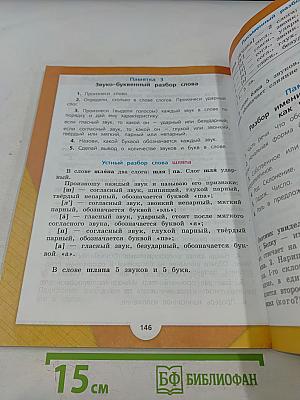 Памятка 3
Звуко-буквенный разбор слова
1. Произнеси слово.
2. Определи, сколько в слове слогов. Произнеси ударный слог.
3. Произнеси (выдели голосом) каждый звук в слове по порядку и дай ему характеристику:
если гласный звук, то какой он — ударный или безударный,
если согласный звук, то какой он — глухой или звонкий,
твёрдый или мягкий, парный или непарный.
4. Назови, какой буквой обозначен каждый звук.
5. Сделай вывод о количестве звуков и букв в слове.
Устный разбор слова шляпа
В слове шляпа два слога: шля | па. Слог шля ударный.
Произношу каждый звук и называю его признаки:
[ш] — согласный звук, шипящий, глухой парный,
твёрдый непарный, обозначается буквой «ша».
[л'] — согласный звук, звонкий непарный, мягкий
парный, обозначается буквой «эль».
[а] — гласный звук, ударный, стоит после мягкого
согласного звука, обозначается буквой «я».
[п] — согласный звук, глухой парный, твёрдый
парный, обозначается буквой «пэ».
[а] — гласный звук, безударный, обозначается буквой «а».
В слове шляпа 5 звуков и 5 букв.
146
15 см
БФ БИБЛИОФАН